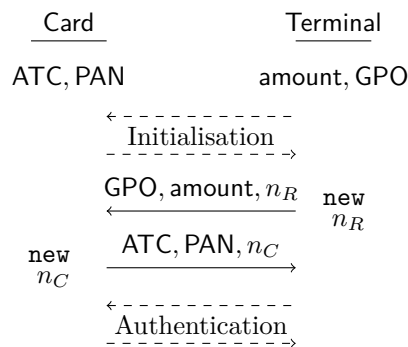 Card Terminal
ATC, PAN amount, GPO
Initialisation
GPO, amount, n_R new
n_R
ATC, PAN, n_C
new
n_C
Authentication